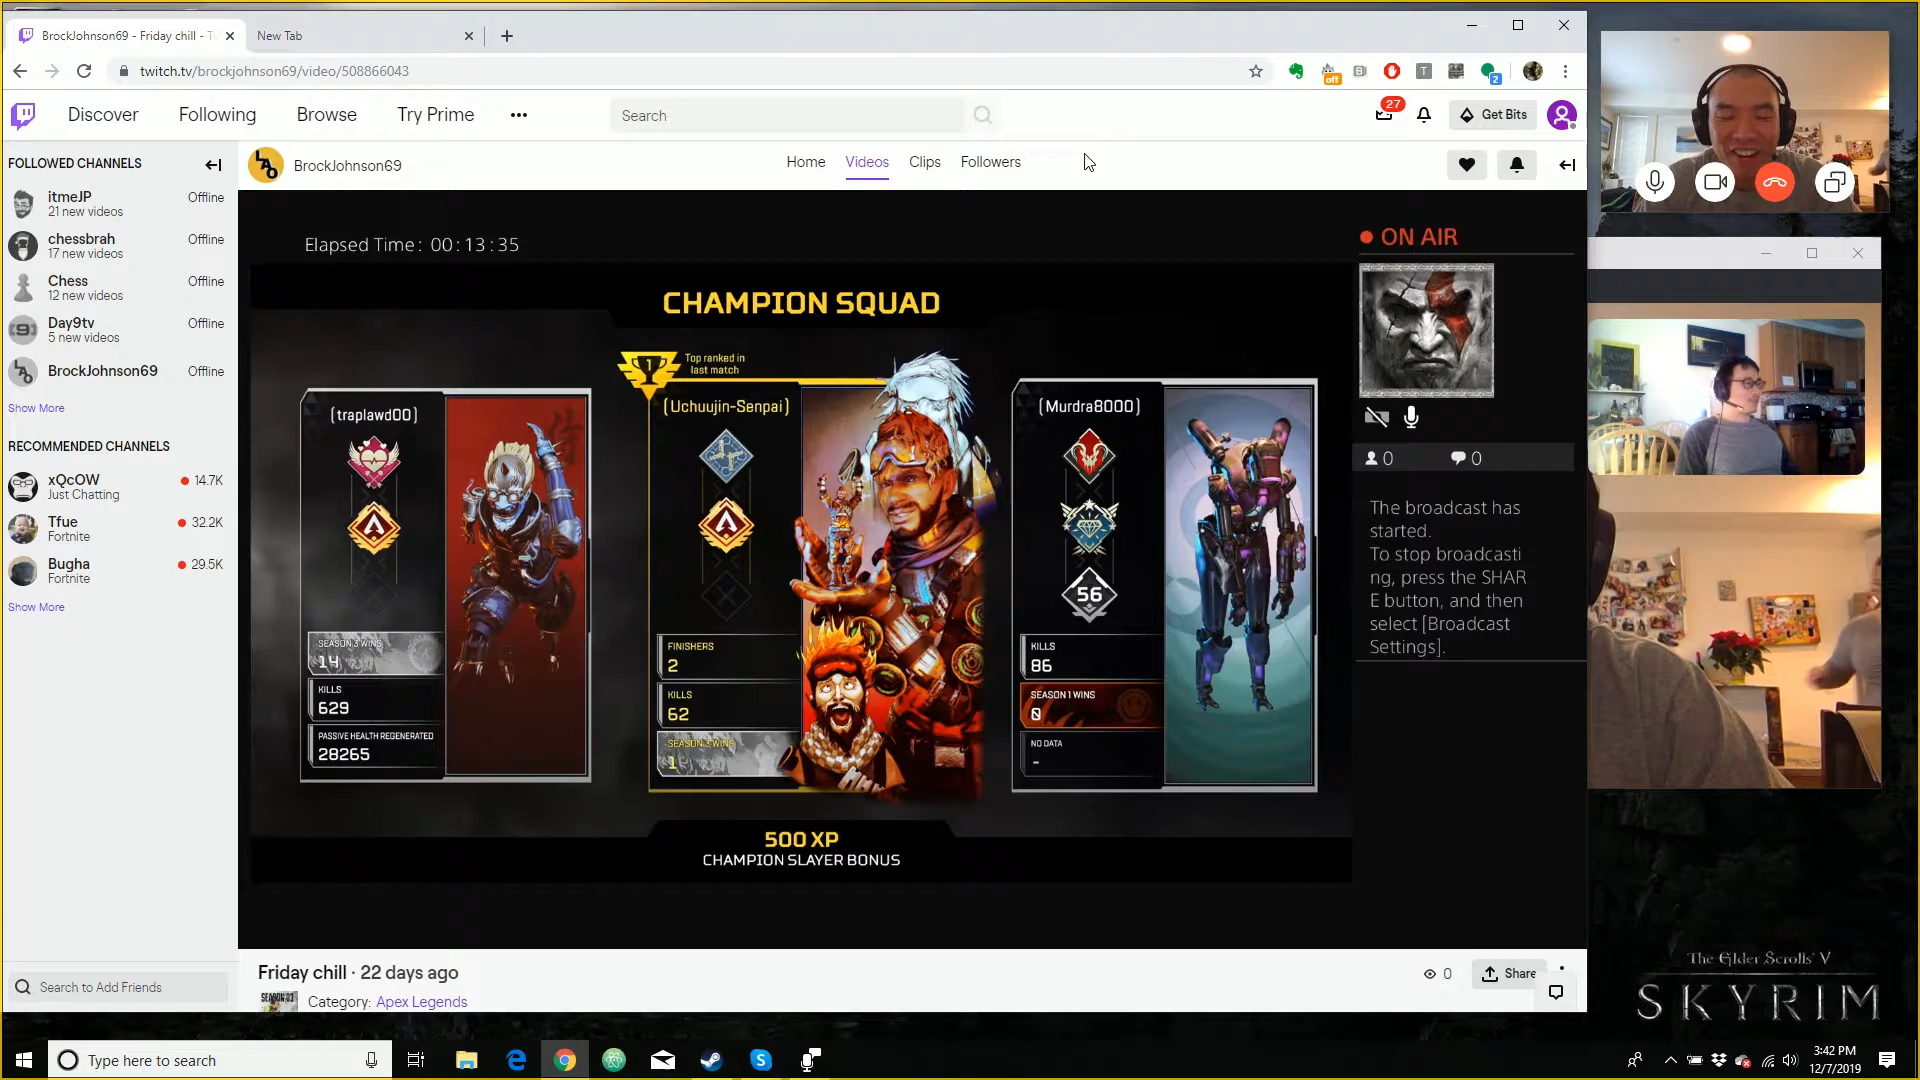 BrockJohnson69 - Friday chill - T
New Tab
twitch.tv/brockjohnson69/video/508866043
off
2
Discover
Following
Browse
Try Prime
Search
27
Get Bits
FOLLOWED CHANNELS
itmeJP
21 new videos
Offline
chessbrah
17 new videos
Offline
Chess
12 new videos
Offline
Day9tv
5 new videos
Offline
BrockJohnson69
Offline
Show More
RECOMMENDED CHANNELS
xQcOW
Just Chatting
14.7K
Tfue
Fortnite
32.2K
Bugha
Fortnite
29.5K
Show More
Search to Add Friends
BrockJohnson69
Home
Videos
Clips
Followers
Elapsed Time: 00:13:35
CHAMPION SQUAD
1
Top ranked in
last match
[traplawd00]
SEASON 3 WINS
14
KILLS
629
PASSIVE HEALTH REGENERATED
28265
[Uchuujin-Senpai]
FINISHERS
2
KILLS
62
SEASON 3 WINS
1
[Murdra8000]
56
KILLS
86
SEASON 1 WINS
0
NO DATA
-
500 XP
CHAMPION SLAYER BONUS
ON AIR
0
0
The broadcast has
started.
To stop broadcasti
ng, press the SHAR
E button, and then
select [Broadcast
Settings].
Friday chill · 22 days ago
0
Share
Category: Apex Legends
The Elder Scrolls V
SKYRIM
Type here to search
3:42 PM
12/7/2019